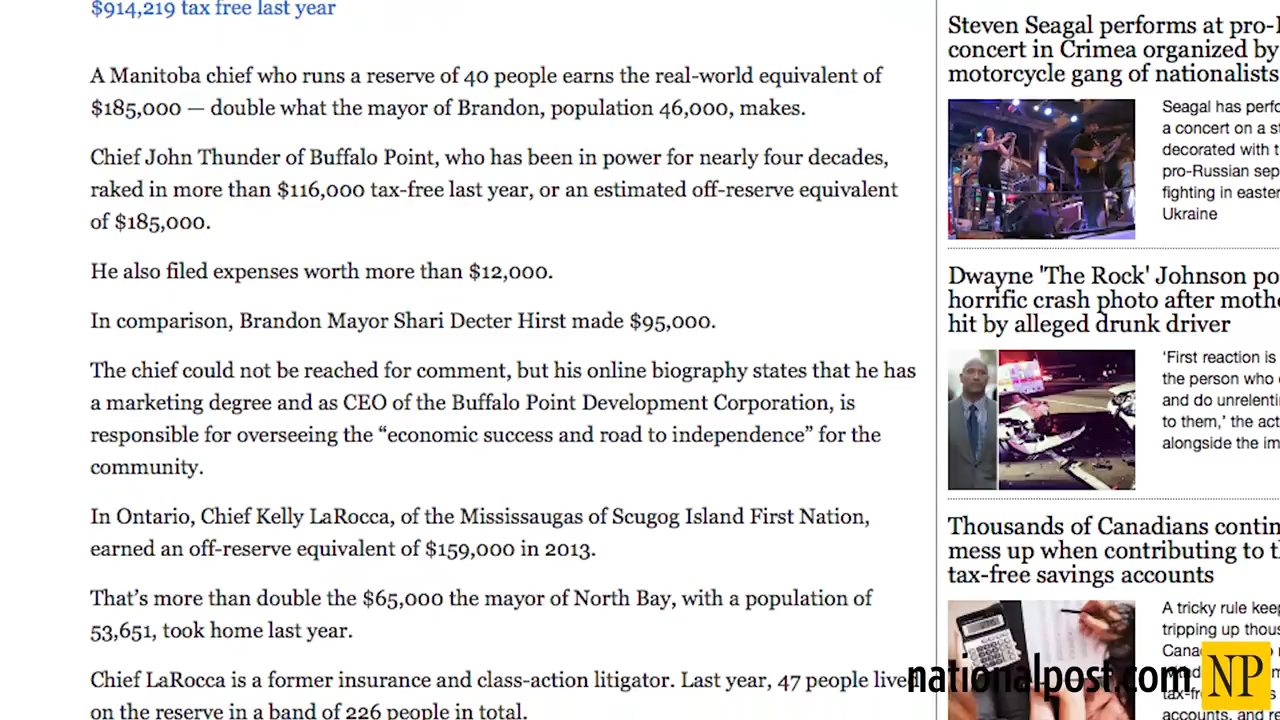 $914,219 tax free last year
A Manitoba chief who runs a reserve of 40 people earns the real-world equivalent of
$185,000 — double what the mayor of Brandon, population 46,000, makes.
Chief John Thunder of Buffalo Point, who has been in power for nearly four decades,
raked in more than $116,000 tax-free last year, or an estimated off-reserve equivalent
of $185,000.
He also filed expenses worth more than $12,000.
In comparison, Brandon Mayor Shari Decter Hirst made $95,000.
The chief could not be reached for comment, but his online biography states that he has
a marketing degree and as CEO of the Buffalo Point Development Corporation, is
responsible for overseeing the “economic success and road to independence” for the
community.
In Ontario, Chief Kelly LaRocca, of the Mississaugas of Scugog Island First Nation,
earned an off-reserve equivalent of $159,000 in 2013.
That’s more than double the $65,000 the mayor of North Bay, with a population of
53,651, took home last year.
Chief LaRocca is a former insurance and class-action litigator. Last year, 47 people lived
on the reserve in a band of 226 people in total.
Steven Seagal performs at pro-
concert in Crimea organized by
motorcycle gang of nationalists
Seagal has perfo
a concert on a s
decorated with t
pro-Russian sep
fighting in easter
Ukraine
Dwayne 'The Rock' Johnson po
horrific crash photo after mothe
hit by alleged drunk driver
‘First reaction is
the person who
and do unrelenti
to them,’ the act
alongside the im
Thousands of Canadians contin
mess up when contributing to t
tax-free savings accounts
A tricky rule keep
tripping up thous
Cana
tax-fr
accounts, and re
nationalpost.com NP